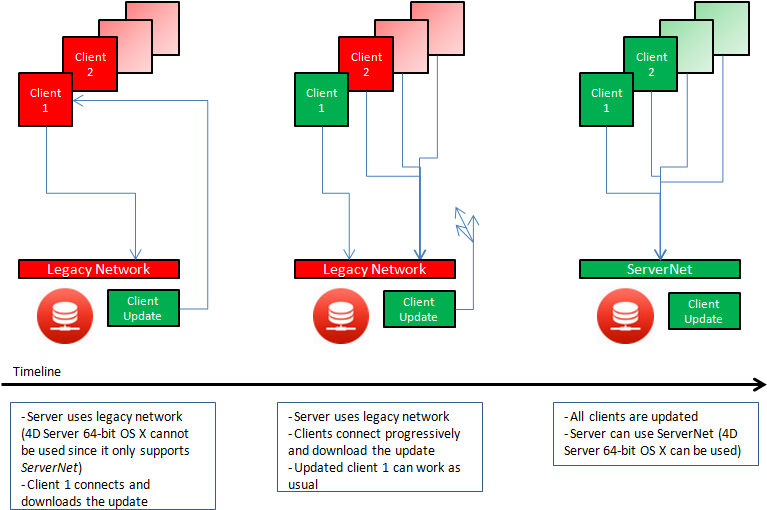 Client
2
Client
1
Legacy Network
Client
Update
Client
2
Client
1
Legacy Network
Client
Update
Client
2
Client
1
ServerNet
Client
Update
Timeline
- Server uses legacy network
(4D Server 64-bit OS X cannot
be used since it only supports
ServerNet)
- Client 1 connects and
downloads the update
- Server uses legacy network
- Clients connect progressively
and download the update
- Updated client 1 can work as
usual
- All clients are updated
- Server can use ServerNet (4D
Server 64-bit OS X can be used)